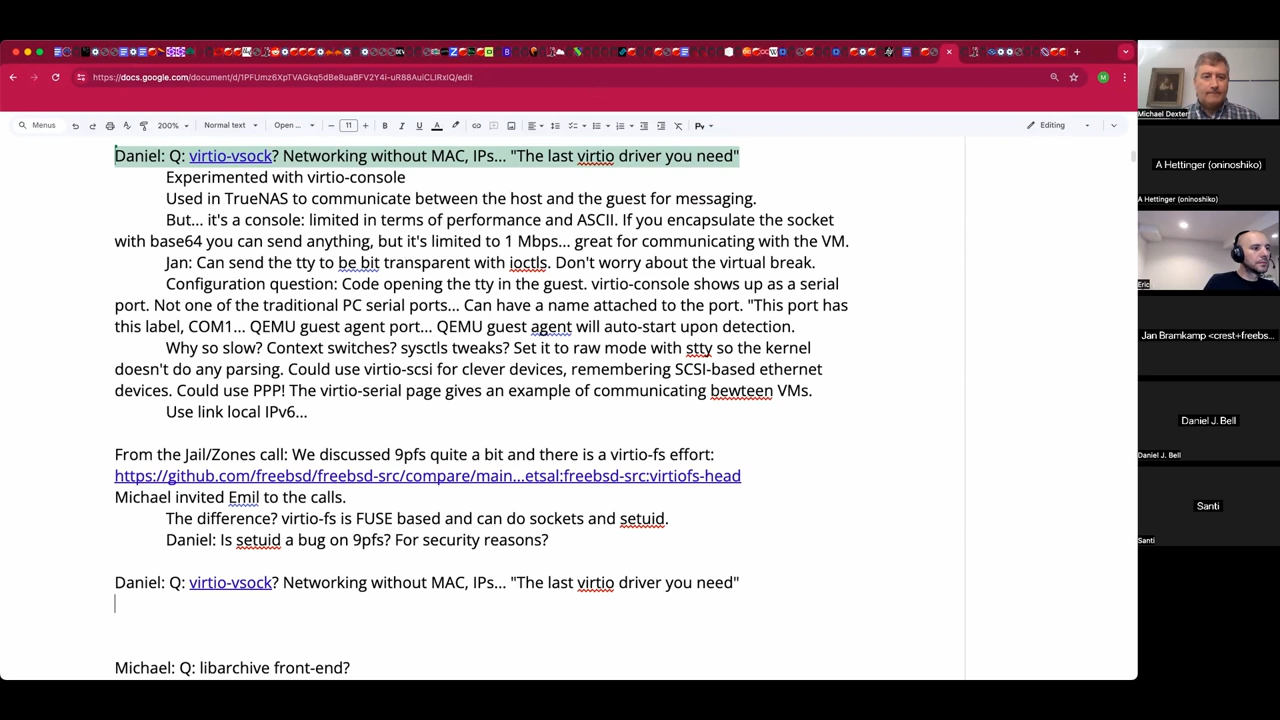 https://docs.google.com/document/d/1PFUmz6XpTVAGkq5dBe8uaBFV2Y4i-uR88AuiCLlRxIQ/edit
Menus
200%
Normal text
Open ...
11
Editing
Daniel: Q: virtio-vsock? Networking without MAC, IPs... "The last virtio driver you need"
Experimented with virtio-console
Used in TrueNAS to communicate between the host and the guest for messaging.
But... it's a console: limited in terms of performance and ASCII. If you encapsulate the socket
with base64 you can send anything, but it's limited to 1 Mbps... great for communicating with the VM.
Jan: Can send the tty to be bit transparent with ioctls. Don't worry about the virtual break.
Configuration question: Code opening the tty in the guest. virtio-console shows up as a serial
port. Not one of the traditional PC serial ports... Can have a name attached to the port. "This port has
this label, COM1... QEMU guest agent port... QEMU guest agent will auto-start upon detection.
Why so slow? Context switches? sysctls tweaks? Set it to raw mode with stty so the kernel
doesn't do any parsing. Could use virtio-scsi for clever devices, remembering SCSI-based ethernet
devices. Could use PPP! The virtio-serial page gives an example of communicating bewteen VMs.
Use link local IPv6...
From the Jail/Zones call: We discussed 9pfs quite a bit and there is a virtio-fs effort:
https://github.com/freebsd/freebsd-src/compare/main...etsal:freebsd-src:virtiofs-head
Michael invited Emil to the calls.
The difference? virtio-fs is FUSE based and can do sockets and setuid.
Daniel: Is setuid a bug on 9pfs? For security reasons?
Daniel: Q: virtio-vsock? Networking without MAC, IPs... "The last virtio driver you need"
Michael: Q: libarchive front-end?
Michael Dexter
A Hettinger (oninoshiko)
A Hettinger (oninoshiko)
Eric
Jan Bramkamp <crest+freebs...
Daniel J. Bell
Daniel J. Bell
Santi
Santi